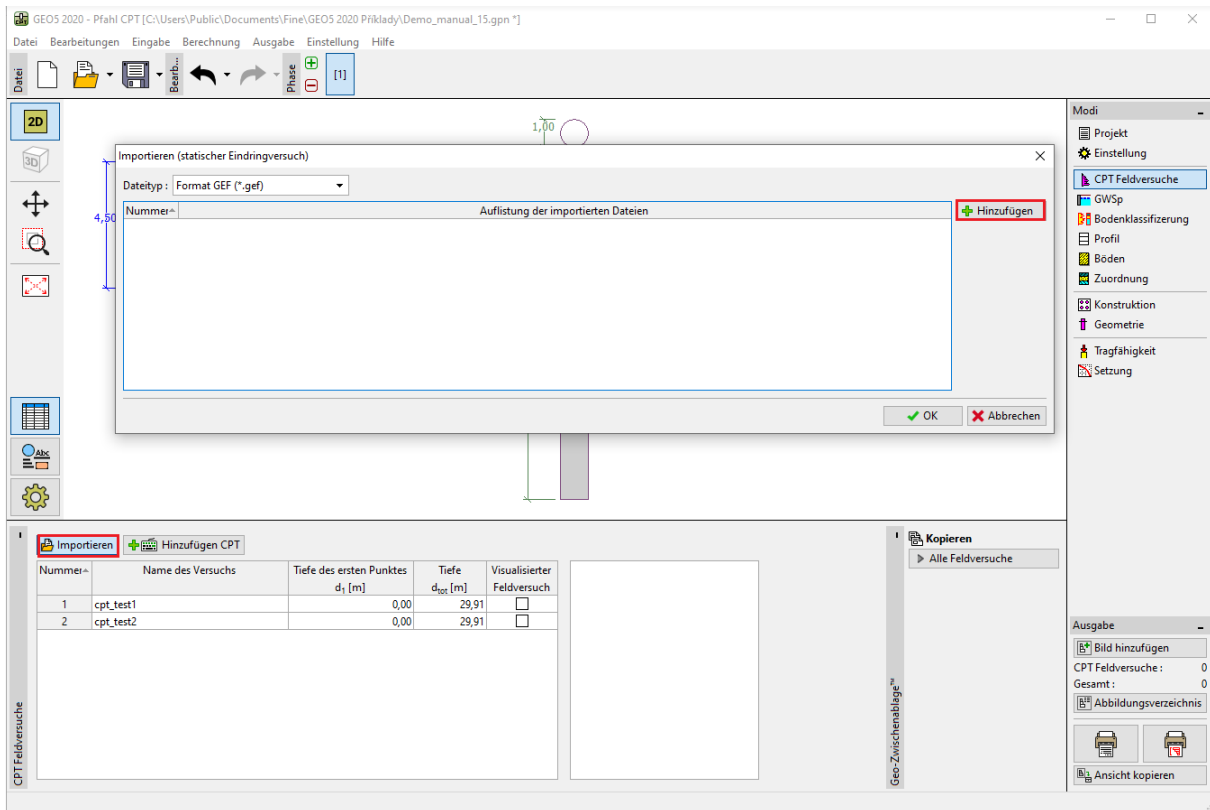 GEO5 2020 - Pfahl CPT [C:\Users\Public\Documents\Fine\GEO5 2020 Příklady\Demo_manual_15.gpn *]
Datei Bearbeitungen Eingabe Berechnung Ausgabe Einstellung Hilfe
Datei
Bearb...
Phase
[1]
2D
3D
1,00
4,50
Importieren (statischer Eindringversuch)
Dateityp : Format GEF (*.gef)
Nummer Auflistung der importierten Dateien
Hinzufügen
OK Abbrechen
Abc
Modi
Projekt
Einstellung
CPT Feldversuche
GWSp
Bodenklassifizerung
Profil
Böden
Zuordnung
Konstruktion
Geometrie
Tragfähigkeit
Setzung
CPT Feldversuche
Importieren Hinzufügen CPT
Nummer Name des Versuchs Tiefe des ersten Punktes Tiefe Visualisierter
d1 [m] dtot [m] Feldversuch
1 cpt_test1 0,00 29,91
2 cpt_test2 0,00 29,91
Geo-Zwischenablage™
Kopieren
Alle Feldversuche
Ausgabe
Bild hinzufügen
CPT Feldversuche : 0
Gesamt : 0
Abbildungsverzeichnis
Ansicht kopieren